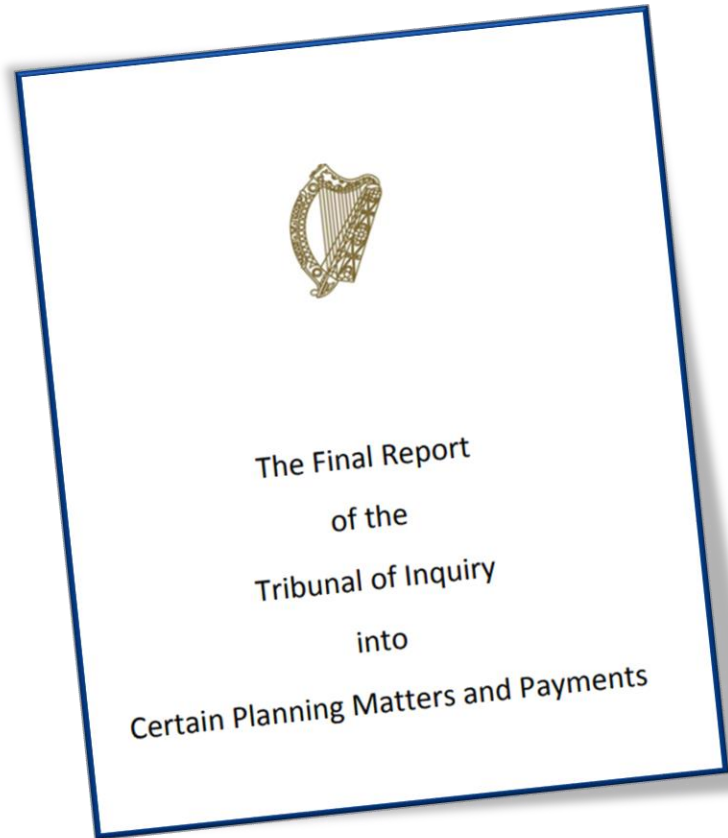 The Final Report
of the
Tribunal of Inquiry
into
Certain Planning Matters and Payments